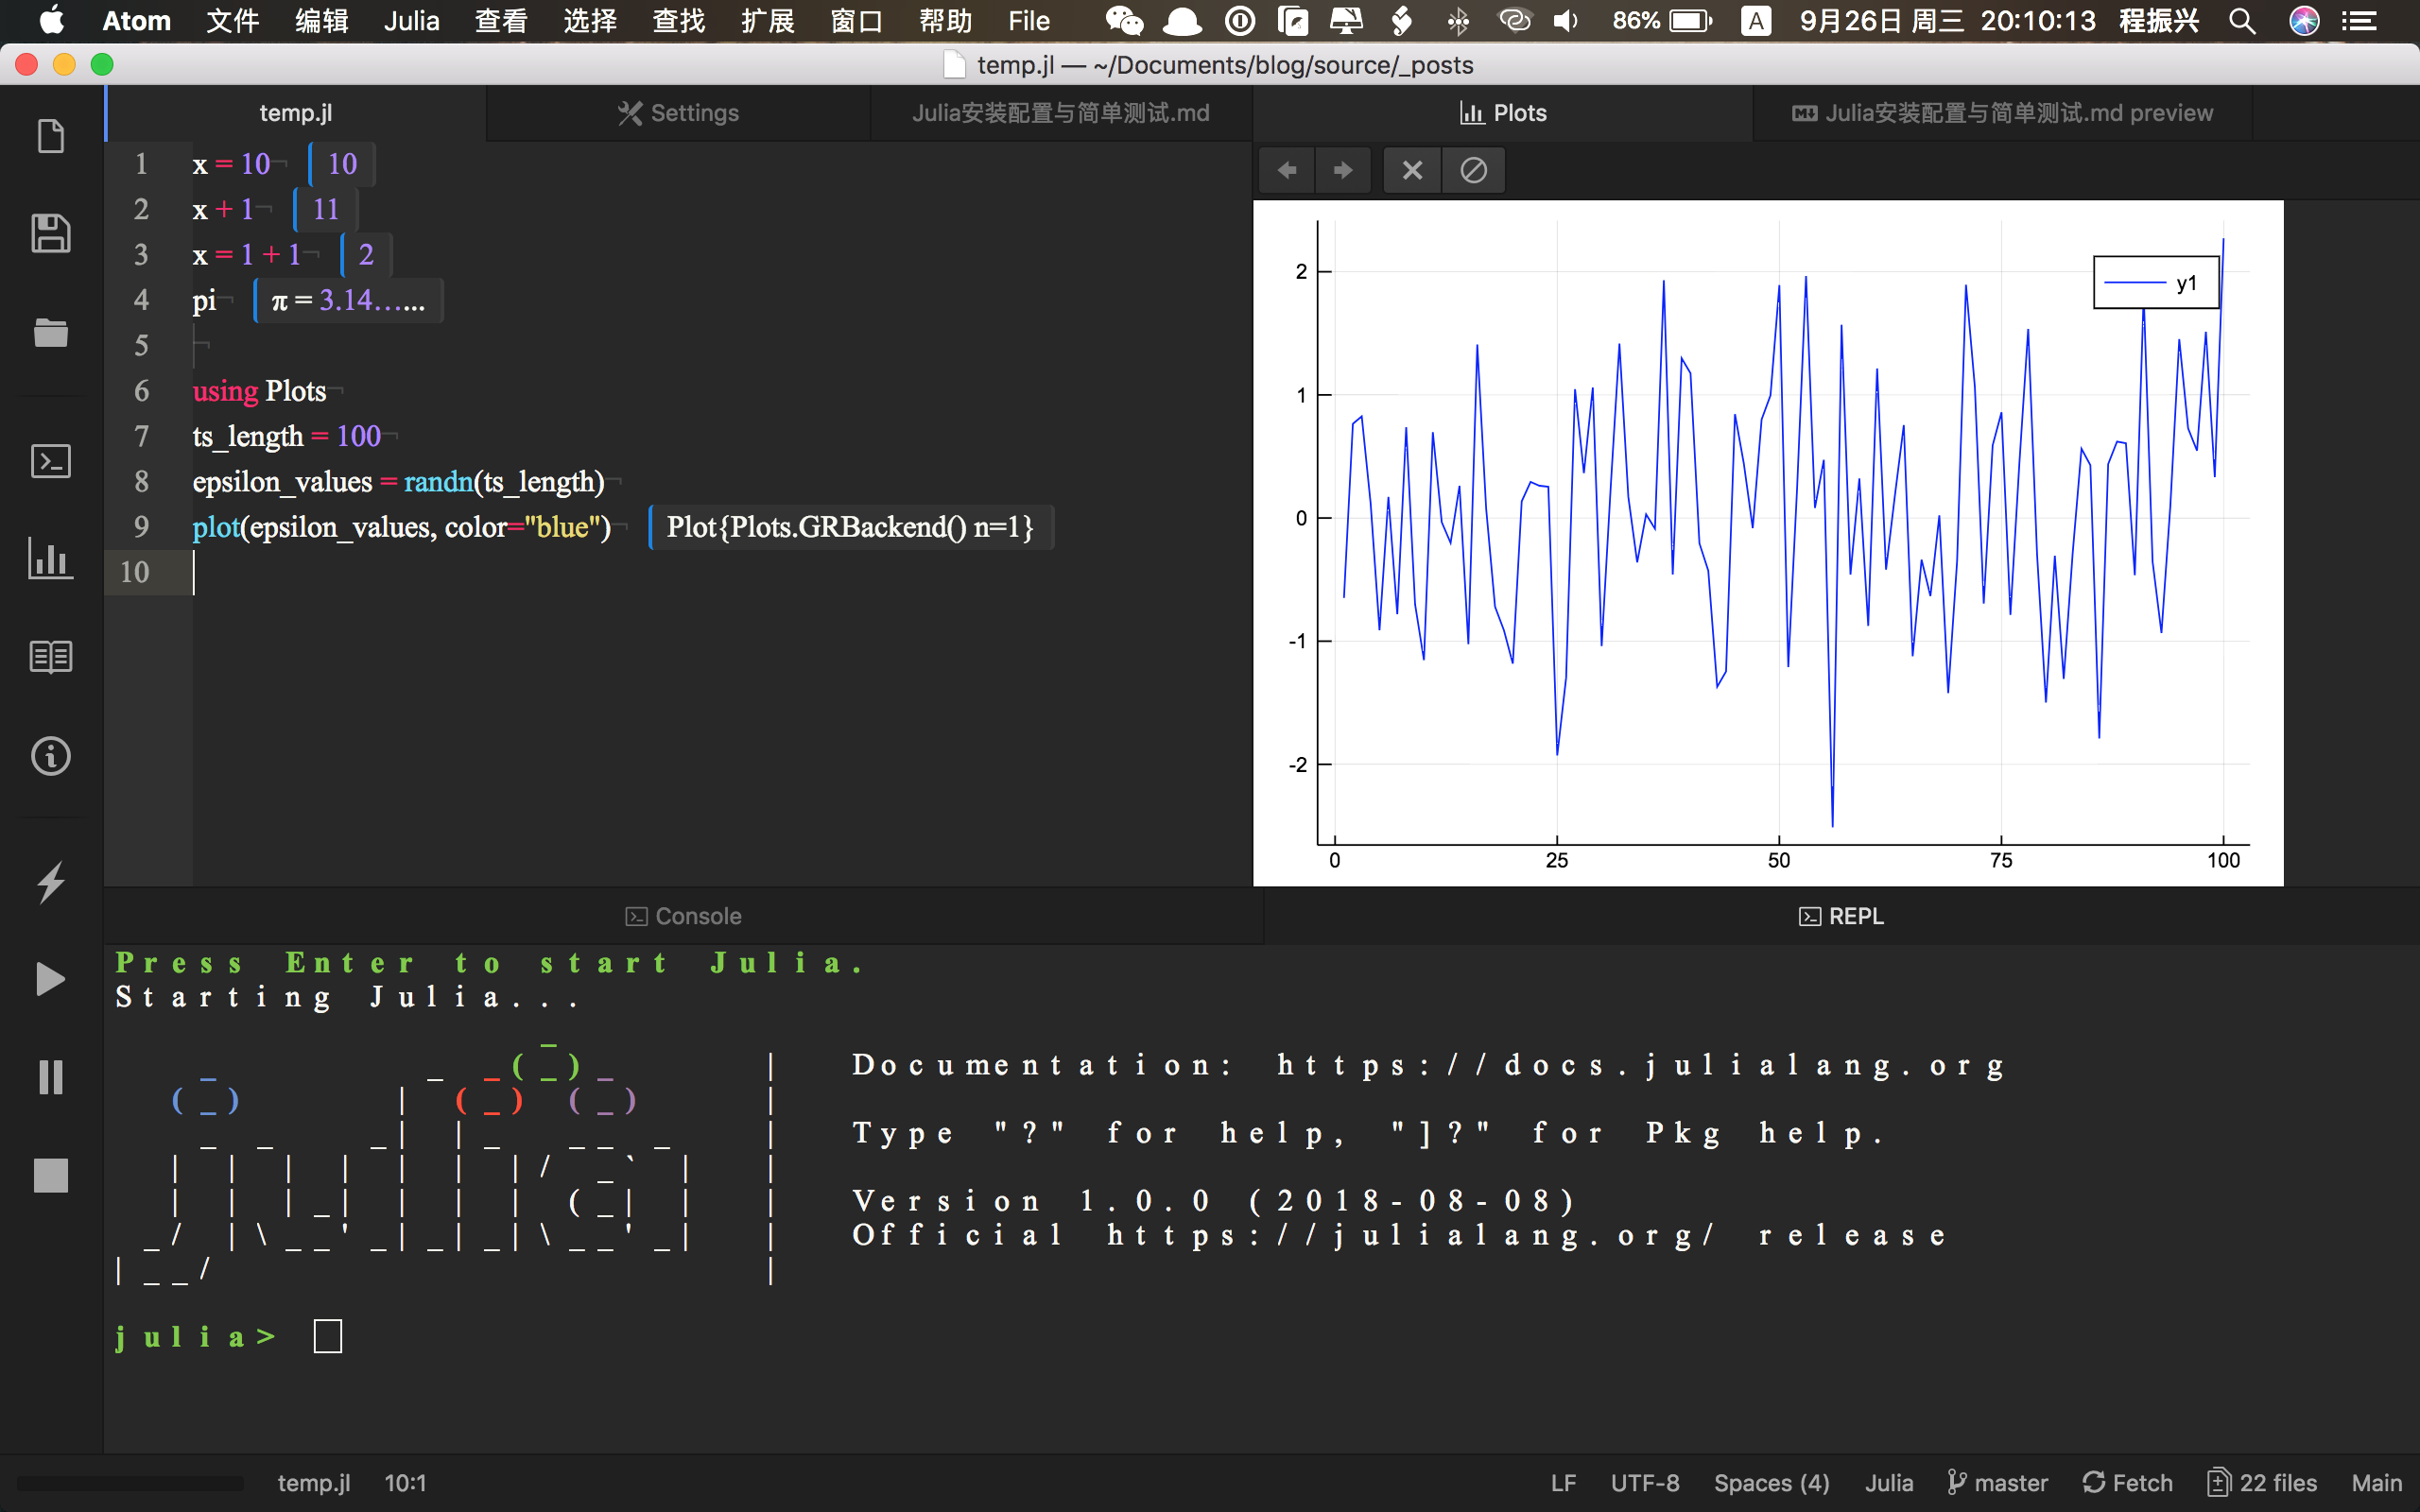 Atom 文件 编辑 Julia 查看 选择 查找 扩展 窗口 帮助 File 86% A 9月26日 周三 20:10:13 程振兴
temp.jl — ~/Documents/blog/source/_posts
temp.jl
Settings
Julia安装配置与简单测试.md
Plots
Julia安装配置与简单测试.md preview
1 x = 10¬ 10
2 x + 1¬ 11
3 x = 1 + 1¬ 2
4 pi¬ π = 3.14......
5 ¬
6 using Plots¬
7 ts_length = 100¬
8 epsilon_values = randn(ts_length)¬
9 plot(epsilon_values, color="blue")¬ Plot{Plots.GRBackend() n=1}
10
y1
2
1
0
-1
-2
0 25 50 75 100
Console
REPL
Press Enter to start Julia.
Starting Julia...
Documentation: https://docs.julialang.org
Type "?" for help, "]?" for Pkg help.
Version 1.0.0 (2018-08-08)
Official https://julialang.org/ release
julia>
temp.jl 10:1 LF UTF-8 Spaces (4) Julia master Fetch 22 files Main